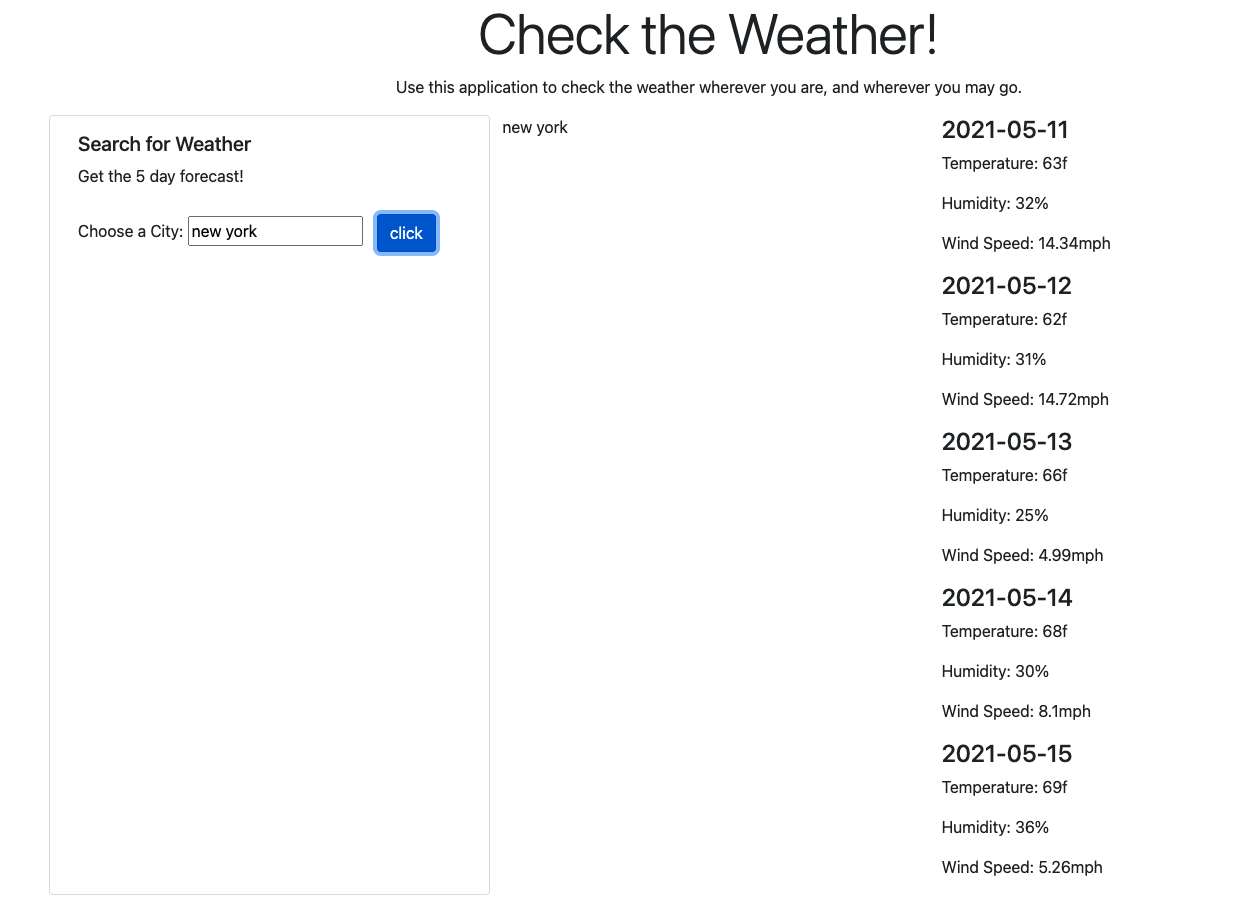 Check the Weather!
Use this application to check the weather wherever you are, and wherever you may go.
Search for Weather
Get the 5 day forecast!
Choose a City: new york click
new york
2021-05-11
Temperature: 63f
Humidity: 32%
Wind Speed: 14.34mph
2021-05-12
Temperature: 62f
Humidity: 31%
Wind Speed: 14.72mph
2021-05-13
Temperature: 66f
Humidity: 25%
Wind Speed: 4.99mph
2021-05-14
Temperature: 68f
Humidity: 30%
Wind Speed: 8.1mph
2021-05-15
Temperature: 69f
Humidity: 36%
Wind Speed: 5.26mph